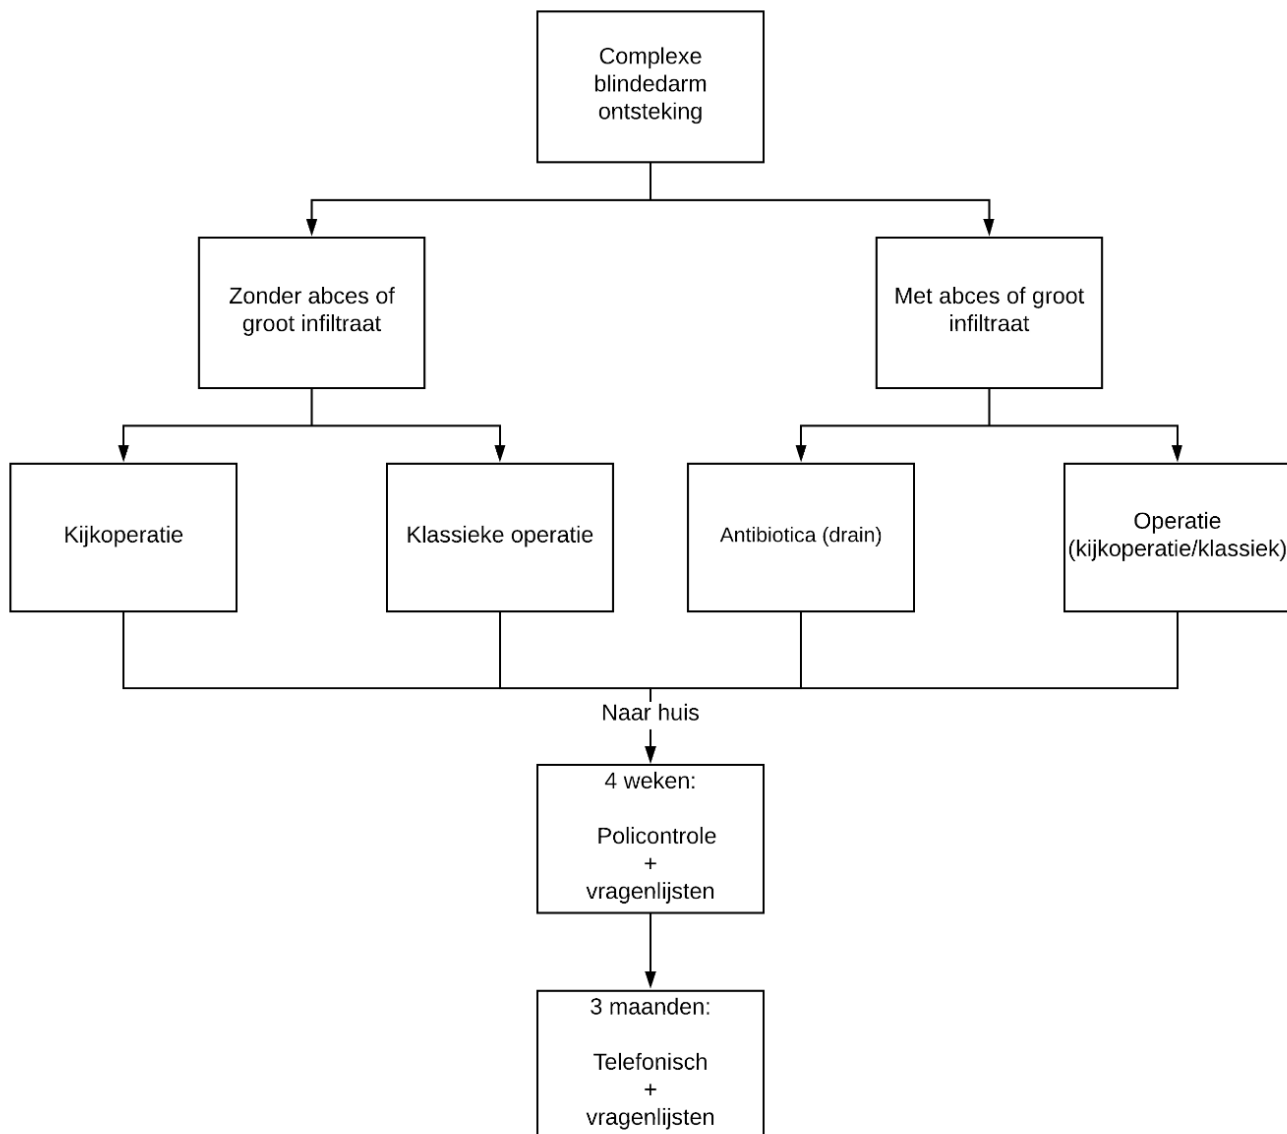 Complexe
blindedarm
ontsteking
Zonder abces of
groot infiltraat
Met abces of groot
infiltraat
Kijkoperatie
Klassieke operatie
Antibiotica (drain)
Operatie
(kijkoperatie/klassiek)
Naar huis
4 weken:
Policontrole
+
vragenlijsten
3 maanden:
Telefonisch
+
vragenlijsten